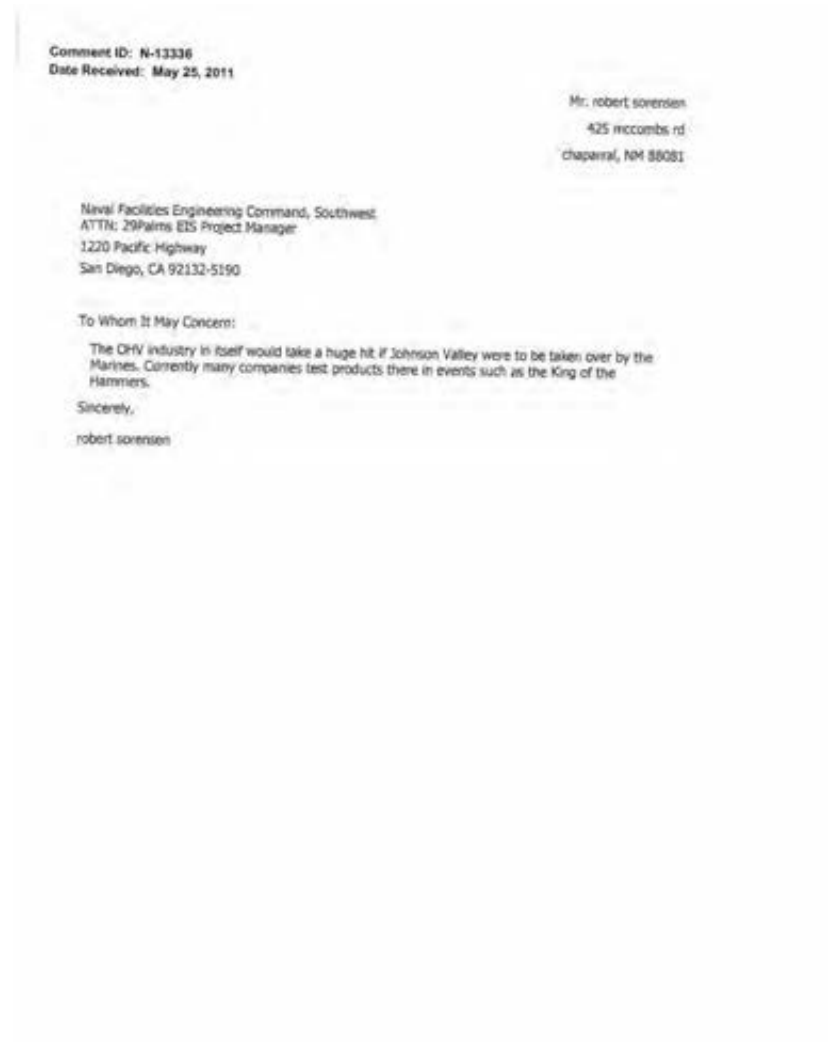 Comment ID: N-13336
Date Received: May 25, 2011
Mr. robert sorensen
425 mccombs rd
chaparral, NM 88081
Naval Facilities Engineering Command, Southwest
ATTN: 29Palms EIS Project Manager
1220 Pacific Highway
San Diego, CA 92132-5190
To Whom It May Concern:
The OHV industry in itself would take a huge hit if Johnson Valley were to be taken over by the
Marines. Currently many companies test products there in events such as the King of the
Hammers.
Sincerely,
robert sorensen